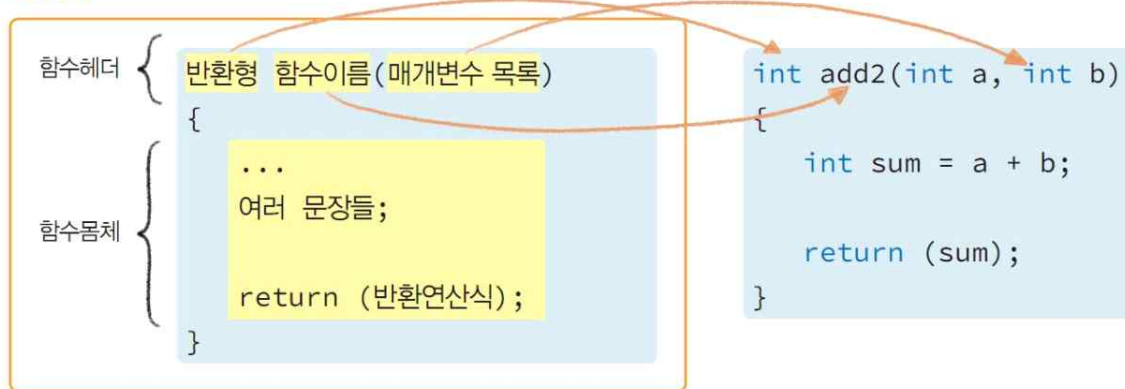 함수헤더
반환형 함수이름(매개변수 목록)
{
...
여러 문장들;
return (반환연산식);
}
함수몸체
int add2(int a, int b)
{
int sum = a + b;
return (sum);
}